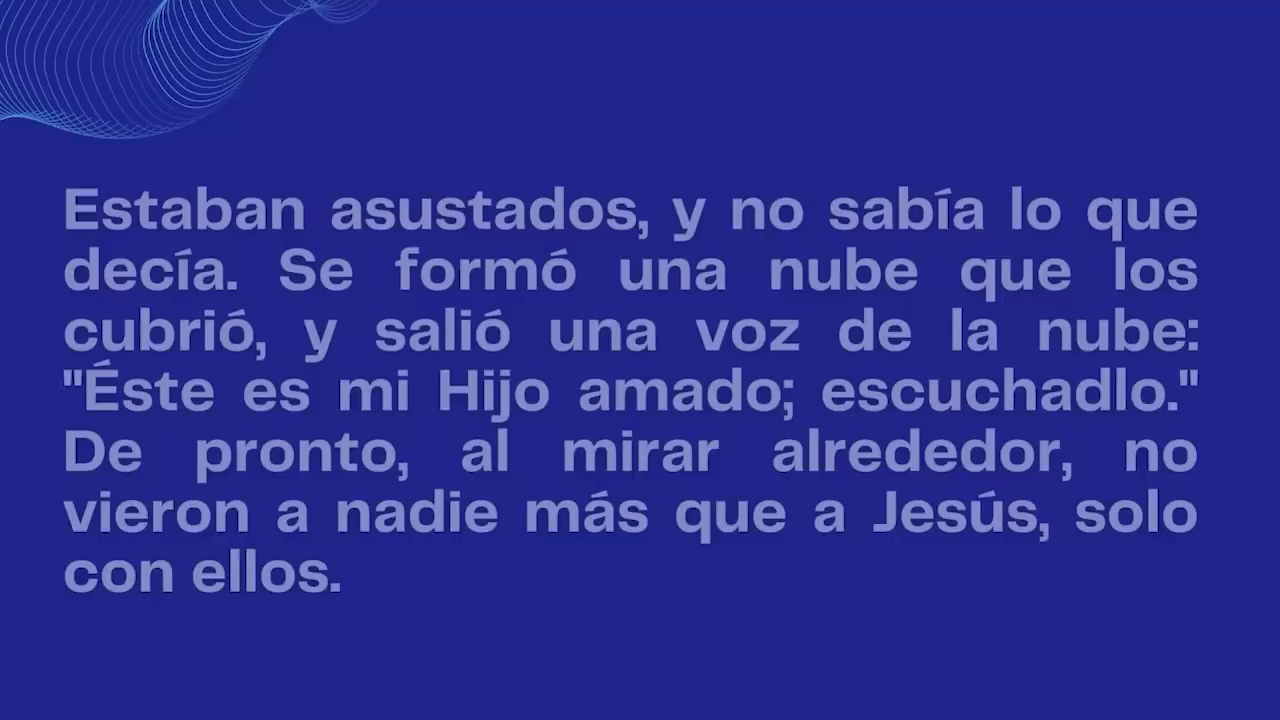 Estaban asustados, y no sabía lo que
decía. Se formó una nube que los
cubrió, y salió una voz de la nube:
"Éste es mi Hijo amado; escuchadlo."
De pronto, al mirar alrededor, no
vieron a nadie más que a Jesús, solo
con ellos.